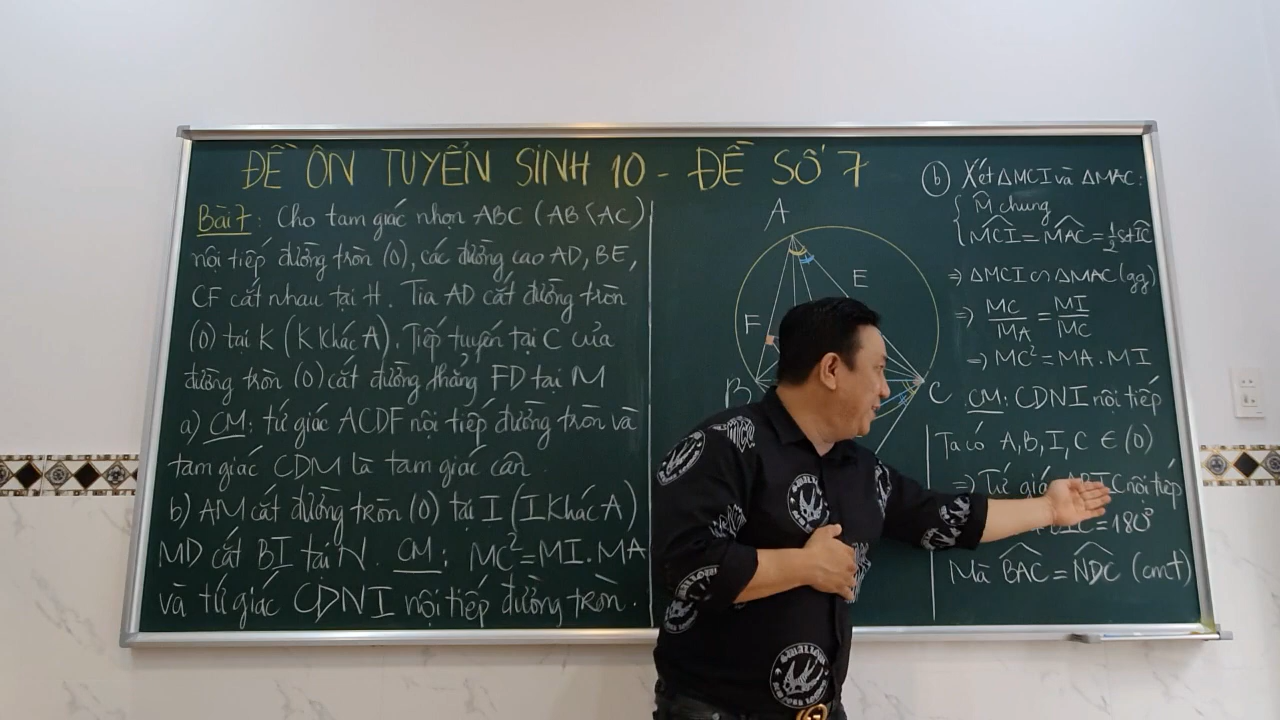 ĐỀ ÔN TUYỂN SINH 10 - ĐỀ SỐ 7
Bài 7: Cho tam giác nhọn ABC (AB < AC)
nội tiếp đường tròn (O), các đường cao AD, BE,
CF cắt nhau tại H. Tia AD cắt đường tròn
(O) tại K (K khác A). Tiếp tuyến tại C của
đường tròn (O) cắt đường thẳng FD tại M
a) CM: tứ giác ACDF nội tiếp đường tròn và
tam giác CDM là tam giác cân.
b) AM cắt đường tròn (O) tại I (I khác A)
MD cắt BI tại N. CM: MC² = MI. MA
và tứ giác CDNI nội tiếp đường tròn.
A
E
F
B
C
b) Xét ΔMCI và ΔMAC:
M̂ chung
MCI = MAC = 1/2 sđ IC
⇒ ΔMCI ∽ ΔMAC (gg)
⇒ MC/MA = MI/MC
⇒ MC² = MA. MI
CM: CDNI nội tiếp
Ta có A, B, I, C ∈ (O)
⇒ Tứ giác ABIC nội tiếp
= 180°
Mà BAC = NDC (cmt)